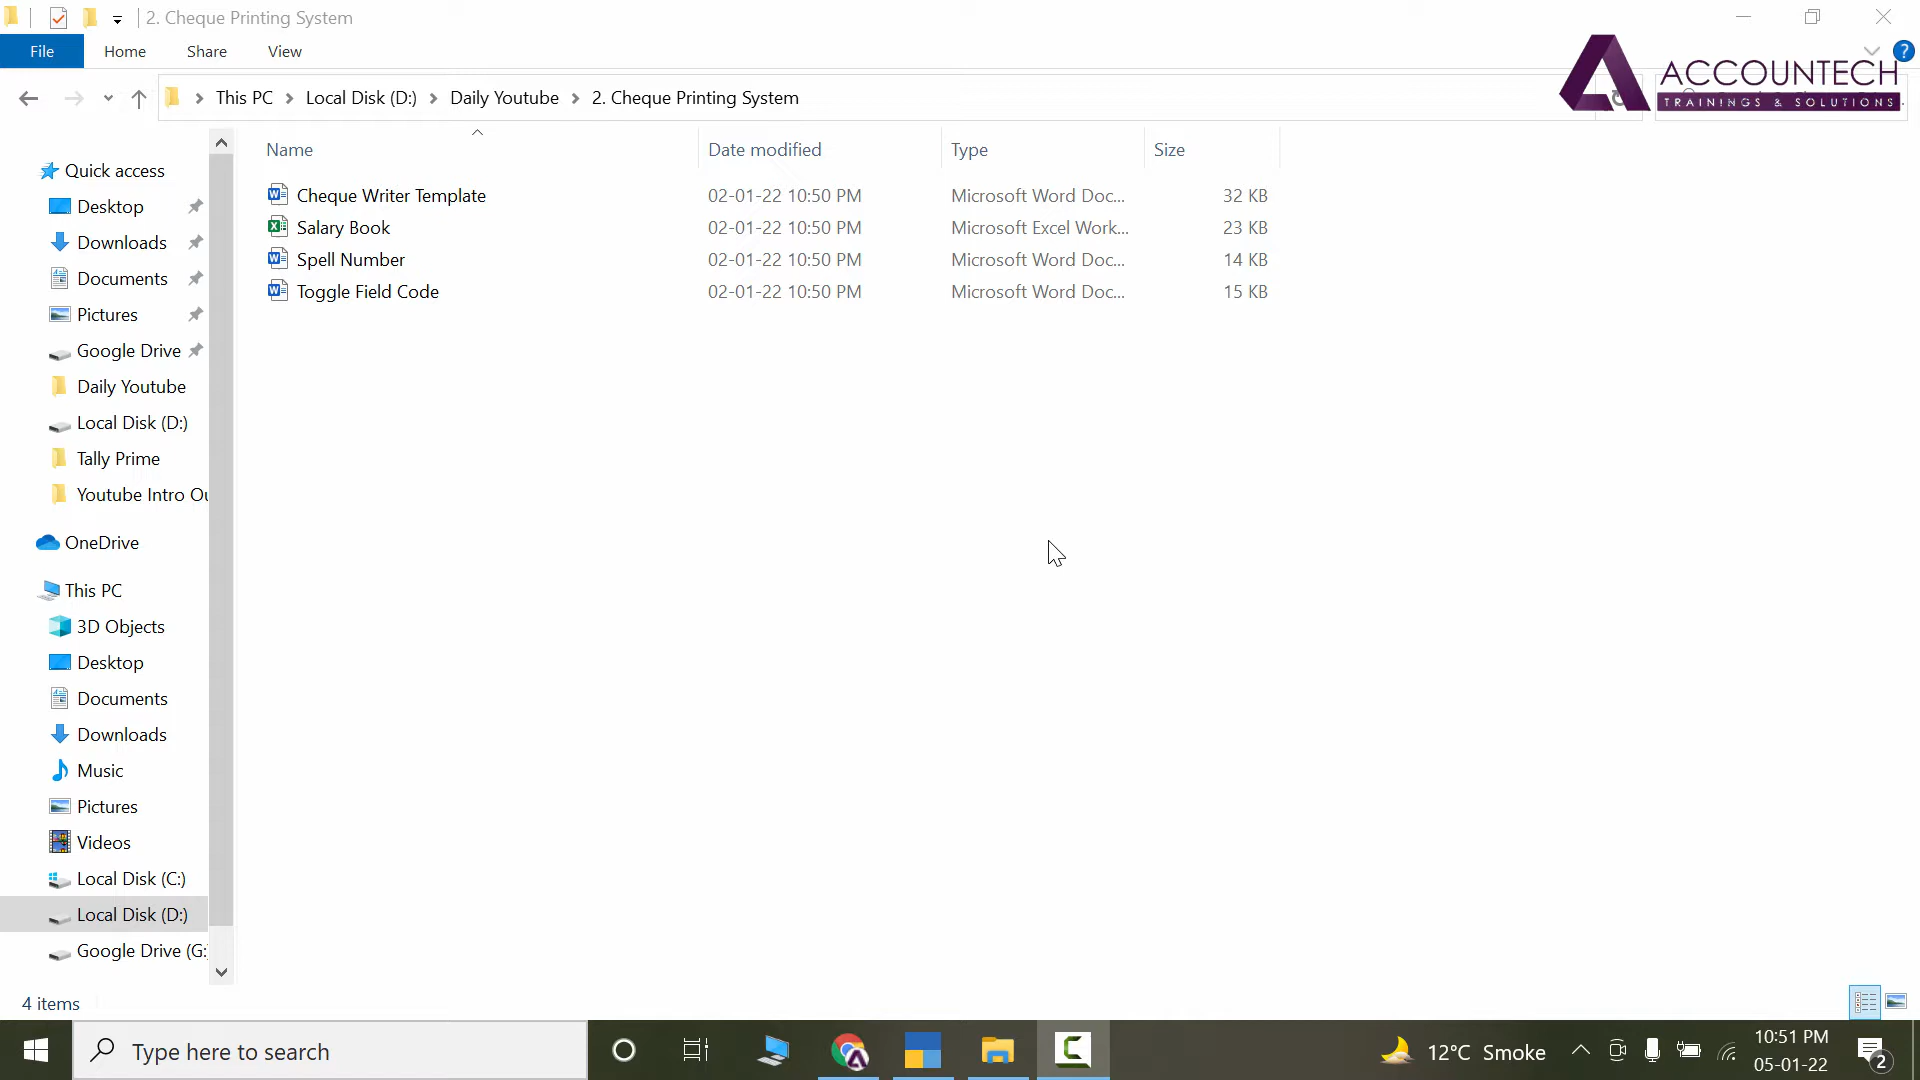 2. Cheque Printing System
File Home Share View
ACCOUNTECH
TRAININGS & SOLUTIONS
This PC Local Disk (D:) Daily Youtube 2. Cheque Printing System
Name Date modified Type Size
Cheque Writer Template 02-01-22 10:50 PM Microsoft Word Doc... 32 KB
Salary Book 02-01-22 10:50 PM Microsoft Excel Work... 23 KB
Spell Number 02-01-22 10:50 PM Microsoft Word Doc... 14 KB
Toggle Field Code 02-01-22 10:50 PM Microsoft Word Doc... 15 KB
Quick access
Desktop
Downloads
Documents
Pictures
Google Drive
Daily Youtube
Local Disk (D:)
Tally Prime
Youtube Intro Ou
OneDrive
This PC
3D Objects
Desktop
Documents
Downloads
Music
Pictures
Videos
Local Disk (C:)
Local Disk (D:)
Google Drive (G:
4 items
Type here to search
12°C Smoke
10:51 PM
05-01-22
2